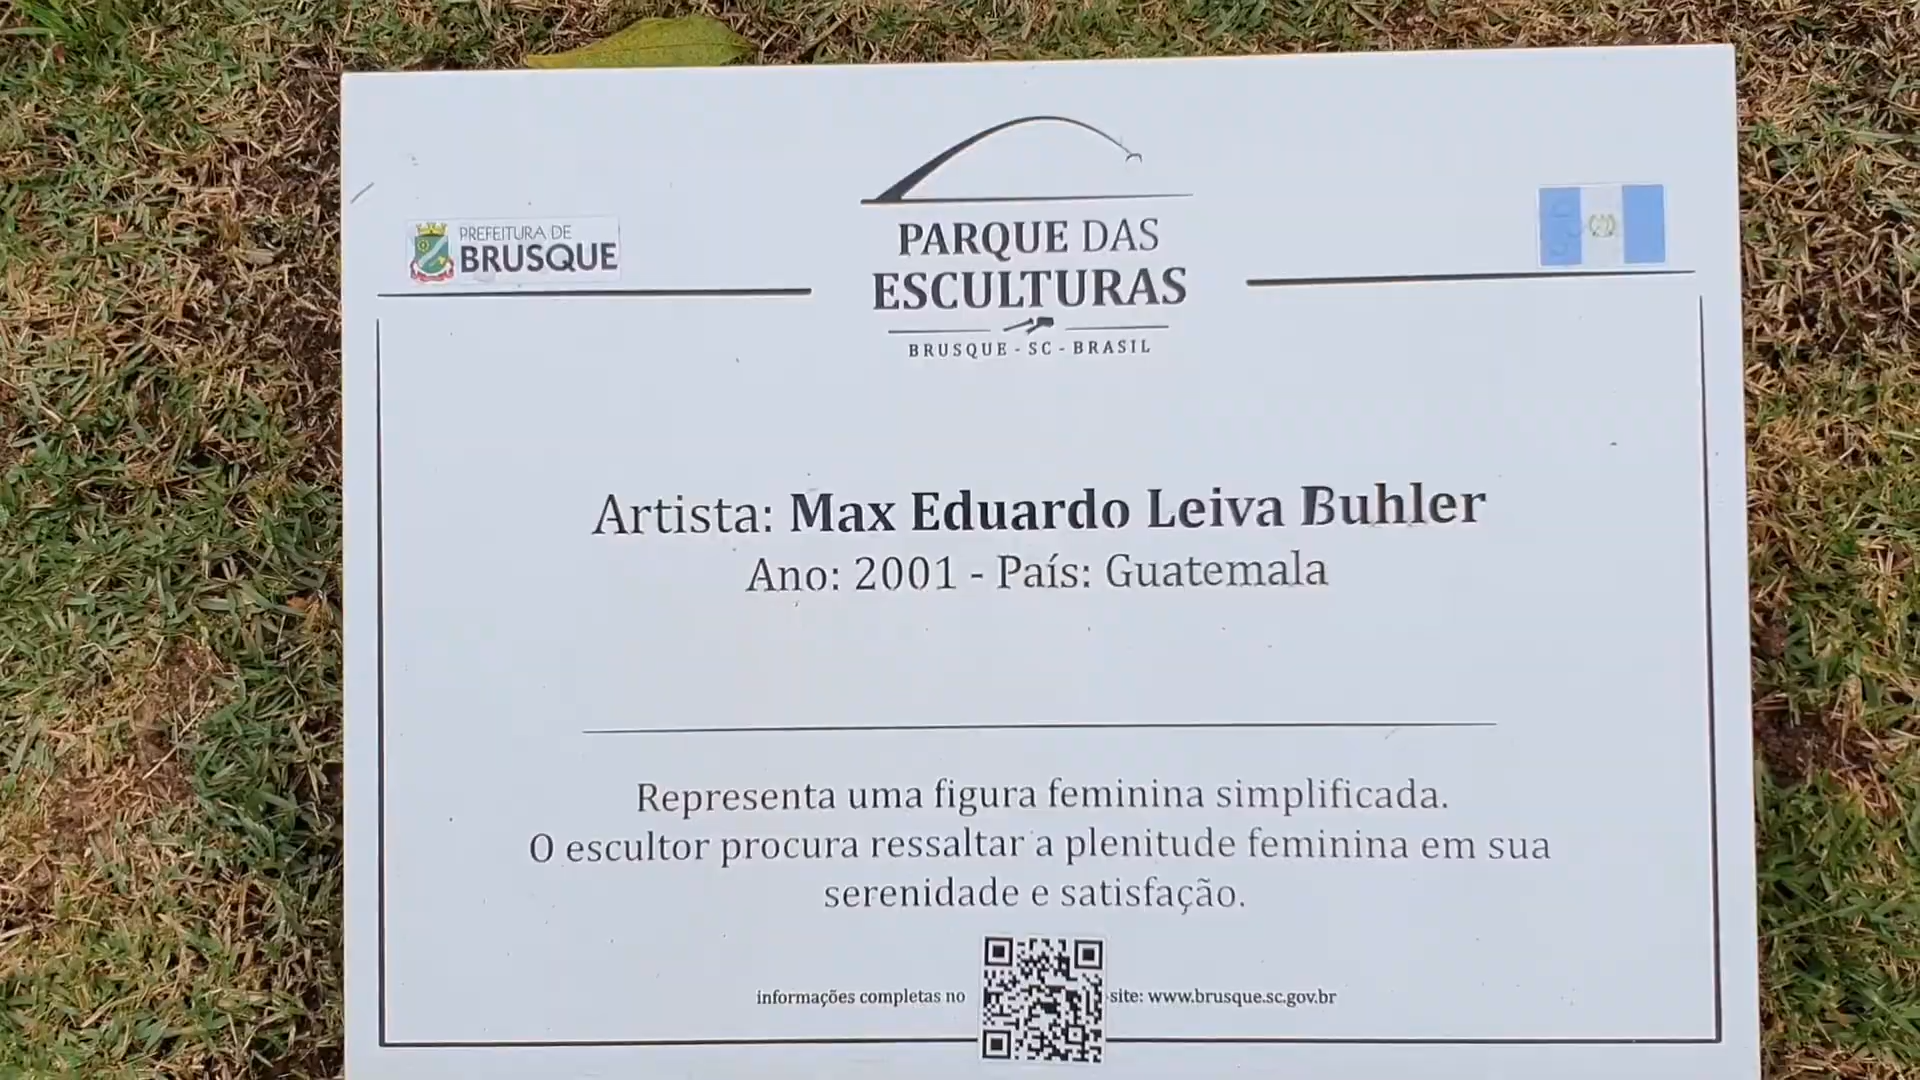 PREFEITURA DE
BRUSQUE
PARQUE DAS
ESCULTURAS
BRUSQUE - SC - BRASIL
Artista: Max Eduardo Leiva Buhler
Ano: 2001 - País: Guatemala
Representa uma figura feminina simplificada.
O escultor procura ressaltar a plenitude feminina em sua
serenidade e satisfação.
informações completas no site: www.brusque.sc.gov.br